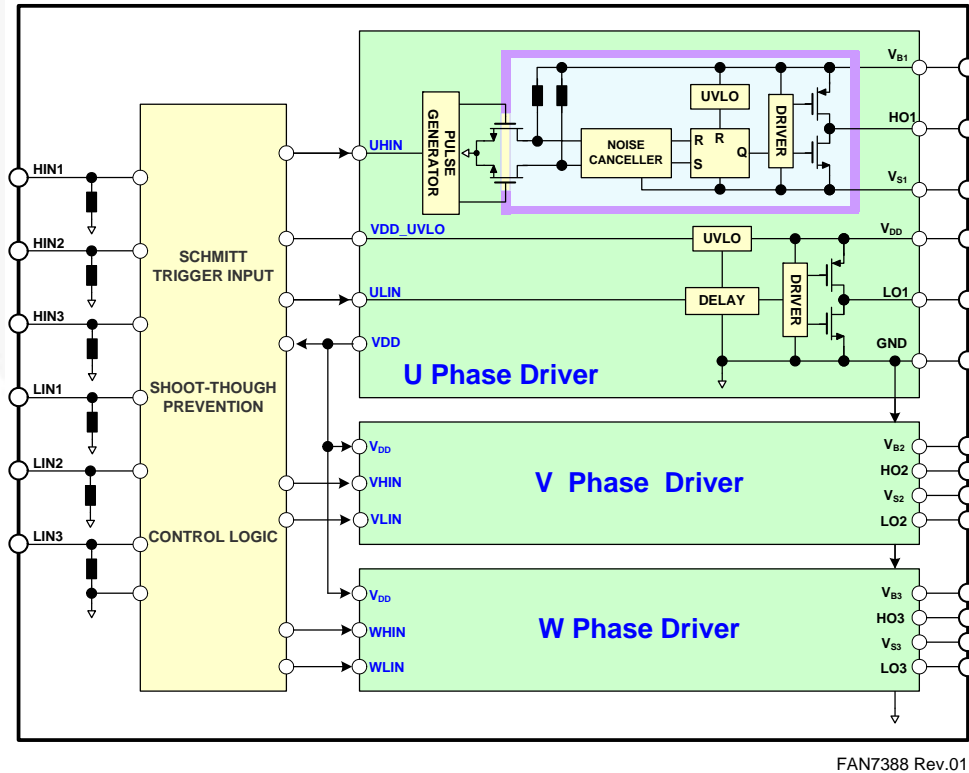 HIN1
HIN2
HIN3
LIN1
LIN2
LIN3
SCHMITT
TRIGGER INPUT
SHOOT-THOUGH
PREVENTION
CONTROL LOGIC
UHIN
VDD_UVLO
ULIN
VDD
PULSE
GENERATOR
NOISE
CANCELLER
UVLO
R
R
S
Q
DRIVER
UVLO
DELAY
DRIVER
VB1
HO1
VS1
VDD
LO1
GND
U Phase Driver
VDD
VHIN
VLIN
V Phase Driver
VB2
HO2
VS2
LO2
VDD
WHIN
WLIN
W Phase Driver
VB3
HO3
VS3
LO3
FAN7388 Rev.01